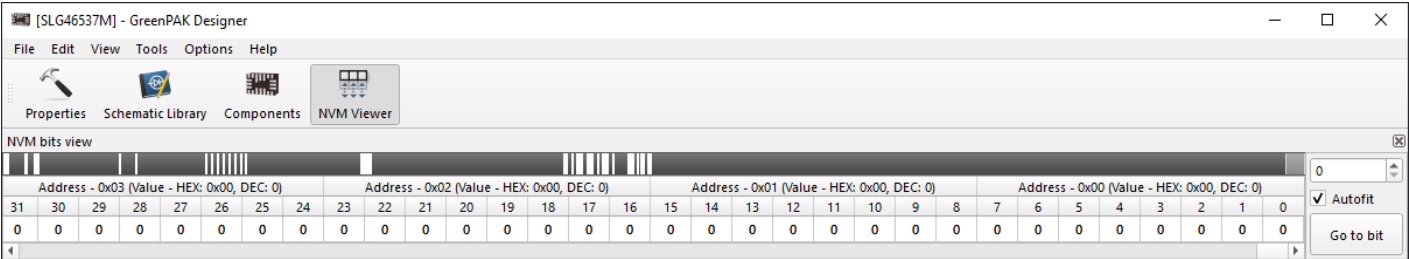 [SLG46537M] - GreenPAK Designer
File Edit View Tools Options Help
Properties Schematic Library Components NVM Viewer
NVM bits view
0
Address - 0x03 (Value - HEX: 0x00, DEC: 0) Address - 0x02 (Value - HEX: 0x00, DEC: 0) Address - 0x01 (Value - HEX: 0x00, DEC: 0) Address - 0x00 (Value - HEX: 0x00, DEC: 0)
Autofit
31 30 29 28 27 26 25 24 23 22 21 20 19 18 17 16 15 14 13 12 11 10 9 8 7 6 5 4 3 2 1 0
0 0 0 0 0 0 0 0 0 0 0 0 0 0 0 0 0 0 0 0 0 0 0 0 0 0 0 0 0 0 0 0
Go to bit